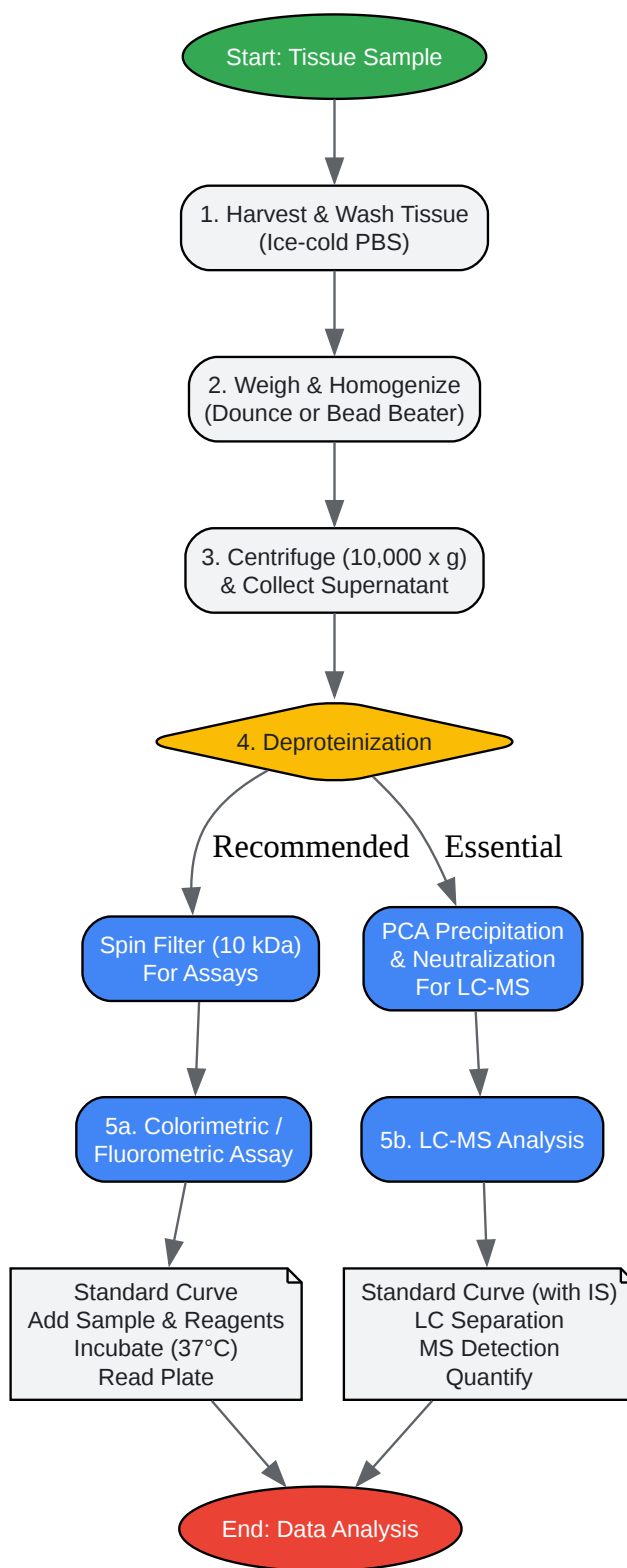 Start: Tissue Sample
1. Harvest & Wash Tissue
(Ice-cold PBS)
2. Weigh & Homogenize
(Dounce or Bead Beater)
3. Centrifuge (10,000 x g)
& Collect Supernatant
4. Deproteinization
Recommended
Essential
Spin Filter (10 kDa)
For Assays
PCA Precipitation
& Neutralization
For LC-MS
5a. Colorimetric /
Fluorometric Assay
5b. LC-MS Analysis
Standard Curve
Add Sample & Reagents
Incubate (37°C)
Read Plate
Standard Curve (with IS)
LC Separation
MS Detection
Quantify
End: Data Analysis